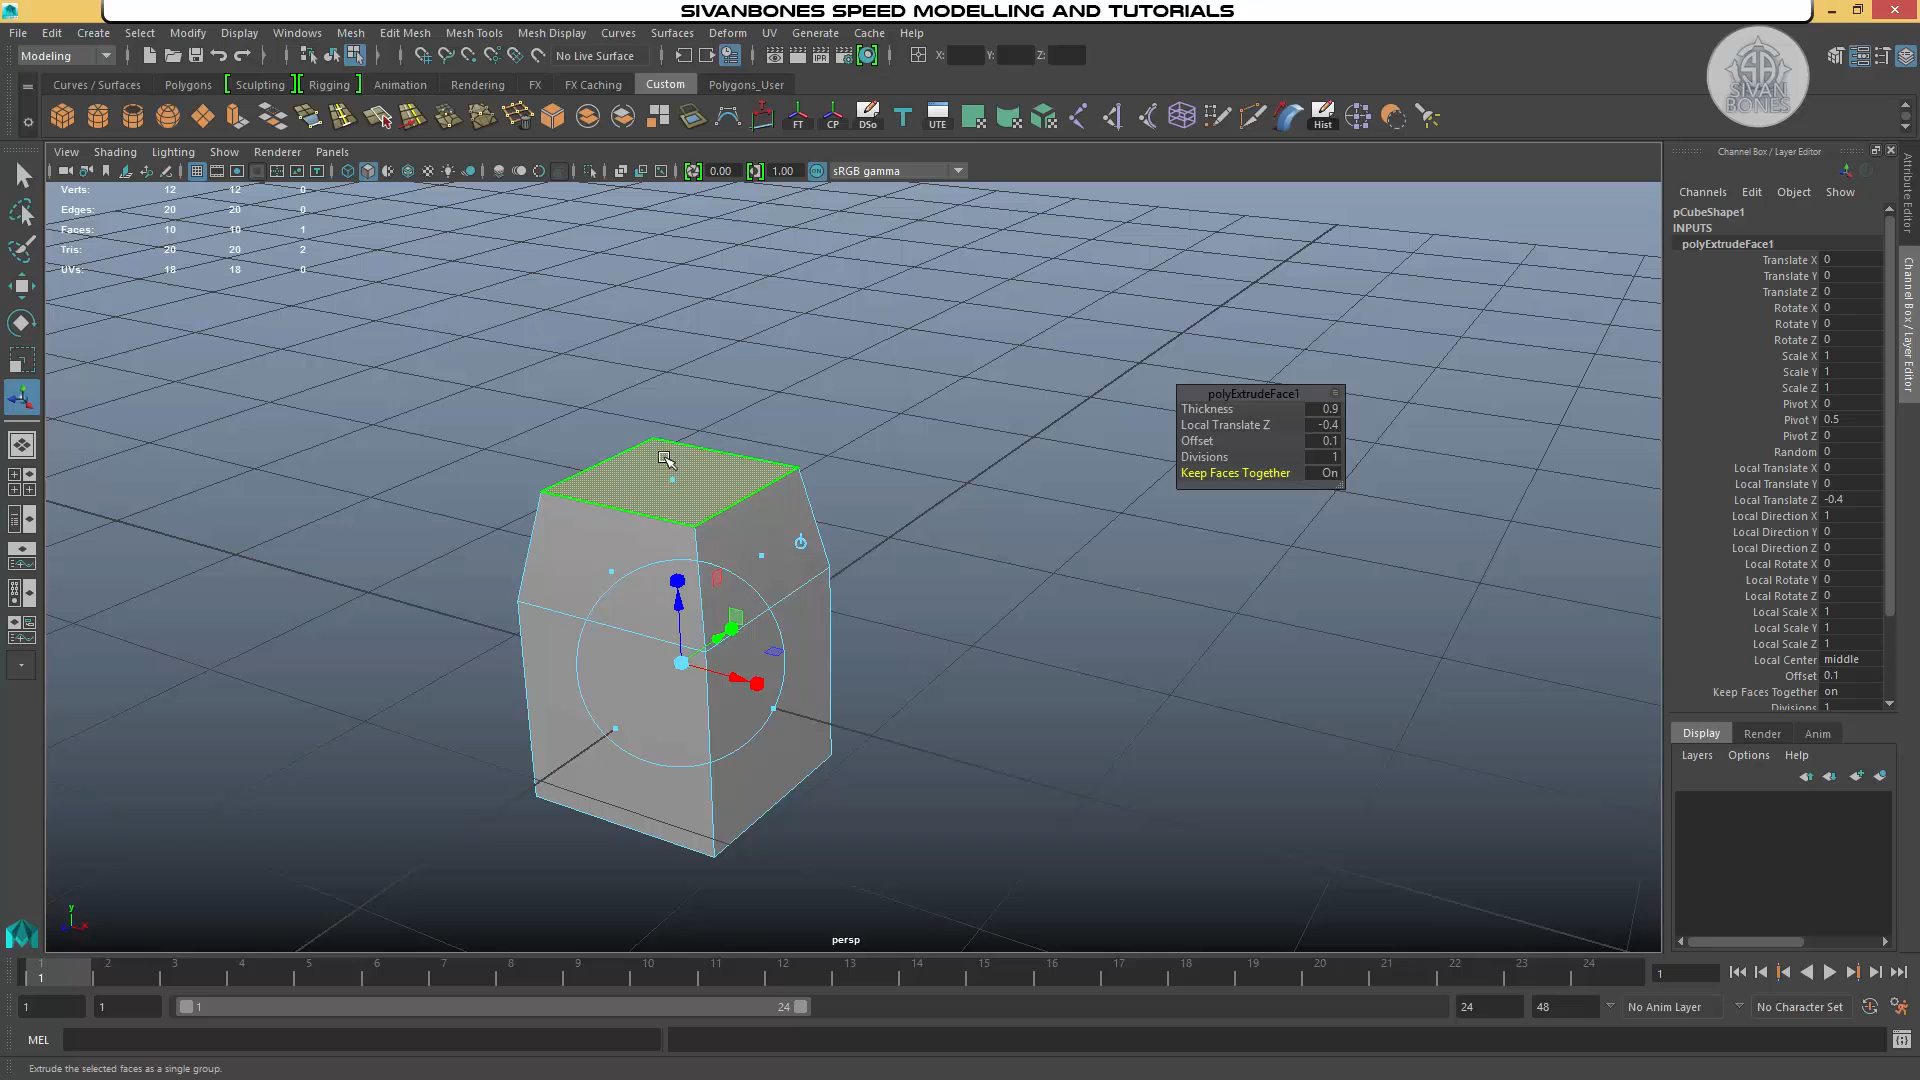 SIVANBONES SPEED MODELLING AND TUTORIALS
File Edit Create Select Modify Display Windows Mesh Edit Mesh Mesh Tools Mesh Display Curves Surfaces Deform UV Generate Cache Help
Modeling No Live Surface X: Y: Z:
Curves / Surfaces Polygons Sculpting Rigging Animation Rendering FX FX Caching Custom Polygons_User
FT CP DSo UTE Hist
SIVAN
BONES
View Shading Lighting Show Renderer Panels
0.00 1.00 ON sRGB gamma
Verts: 12 12 0
Edges: 20 20 0
Faces: 10 10 1
Tris: 20 20 2
UVs: 18 18 0
polyExtrudeFace1
Thickness 0.9
Local Translate Z -0.4
Offset 0.1
Divisions 1
Keep Faces Together On
y
persp
Channel Box / Layer Editor
Channels Edit Object Show
pCubeShape1
INPUTS
polyExtrudeFace1
Translate X 0
Translate Y 0
Translate Z 0
Rotate X 0
Rotate Y 0
Rotate Z 0
Scale X 1
Scale Y 1
Scale Z 1
Pivot X 0
Pivot Y 0.5
Pivot Z 0
Random 0
Local Translate X 0
Local Translate Y 0
Local Translate Z -0.4
Local Direction X 1
Local Direction Y 0
Local Direction Z 0
Local Rotate X 0
Local Rotate Y 0
Local Rotate Z 0
Local Scale X 1
Local Scale Y 1
Local Scale Z 1
Local Center middle
Offset 0.1
Keep Faces Together on
Divisions 1
Attribute Editor
Channel Box / Layer Editor
Display Render Anim
Layers Options Help
1 2 3 4 5 6 7 8 9 10 11 12 13 14 15 16 17 18 19 20 21 22 23 24
1 1
1 1 1 24 24 48 No Anim Layer No Character Set
MEL
Extrude the selected faces as a single group.